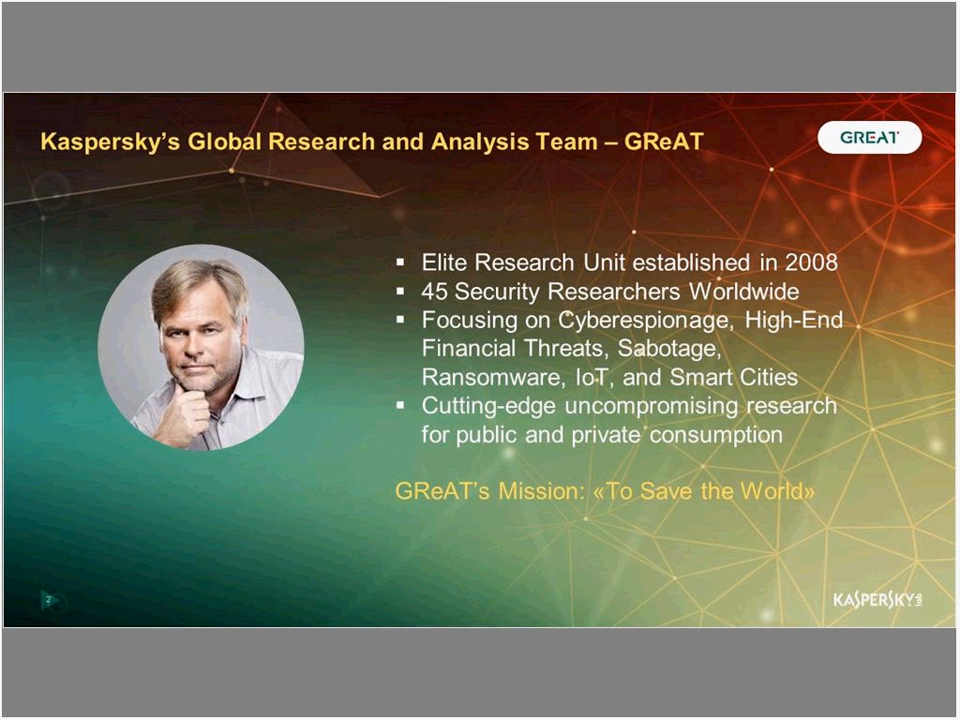 Kaspersky's Global Research and Analysis Team – GReAT
GREAT
▪ Elite Research Unit established in 2008
▪ 45 Security Researchers Worldwide
▪ Focusing on Cyberespionage, High-End
Financial Threats, Sabotage,
Ransomware, IoT, and Smart Cities
▪ Cutting-edge uncompromising research
for public and private consumption
GReAT's Mission: «To Save the World»
2
KASPERSKY lab